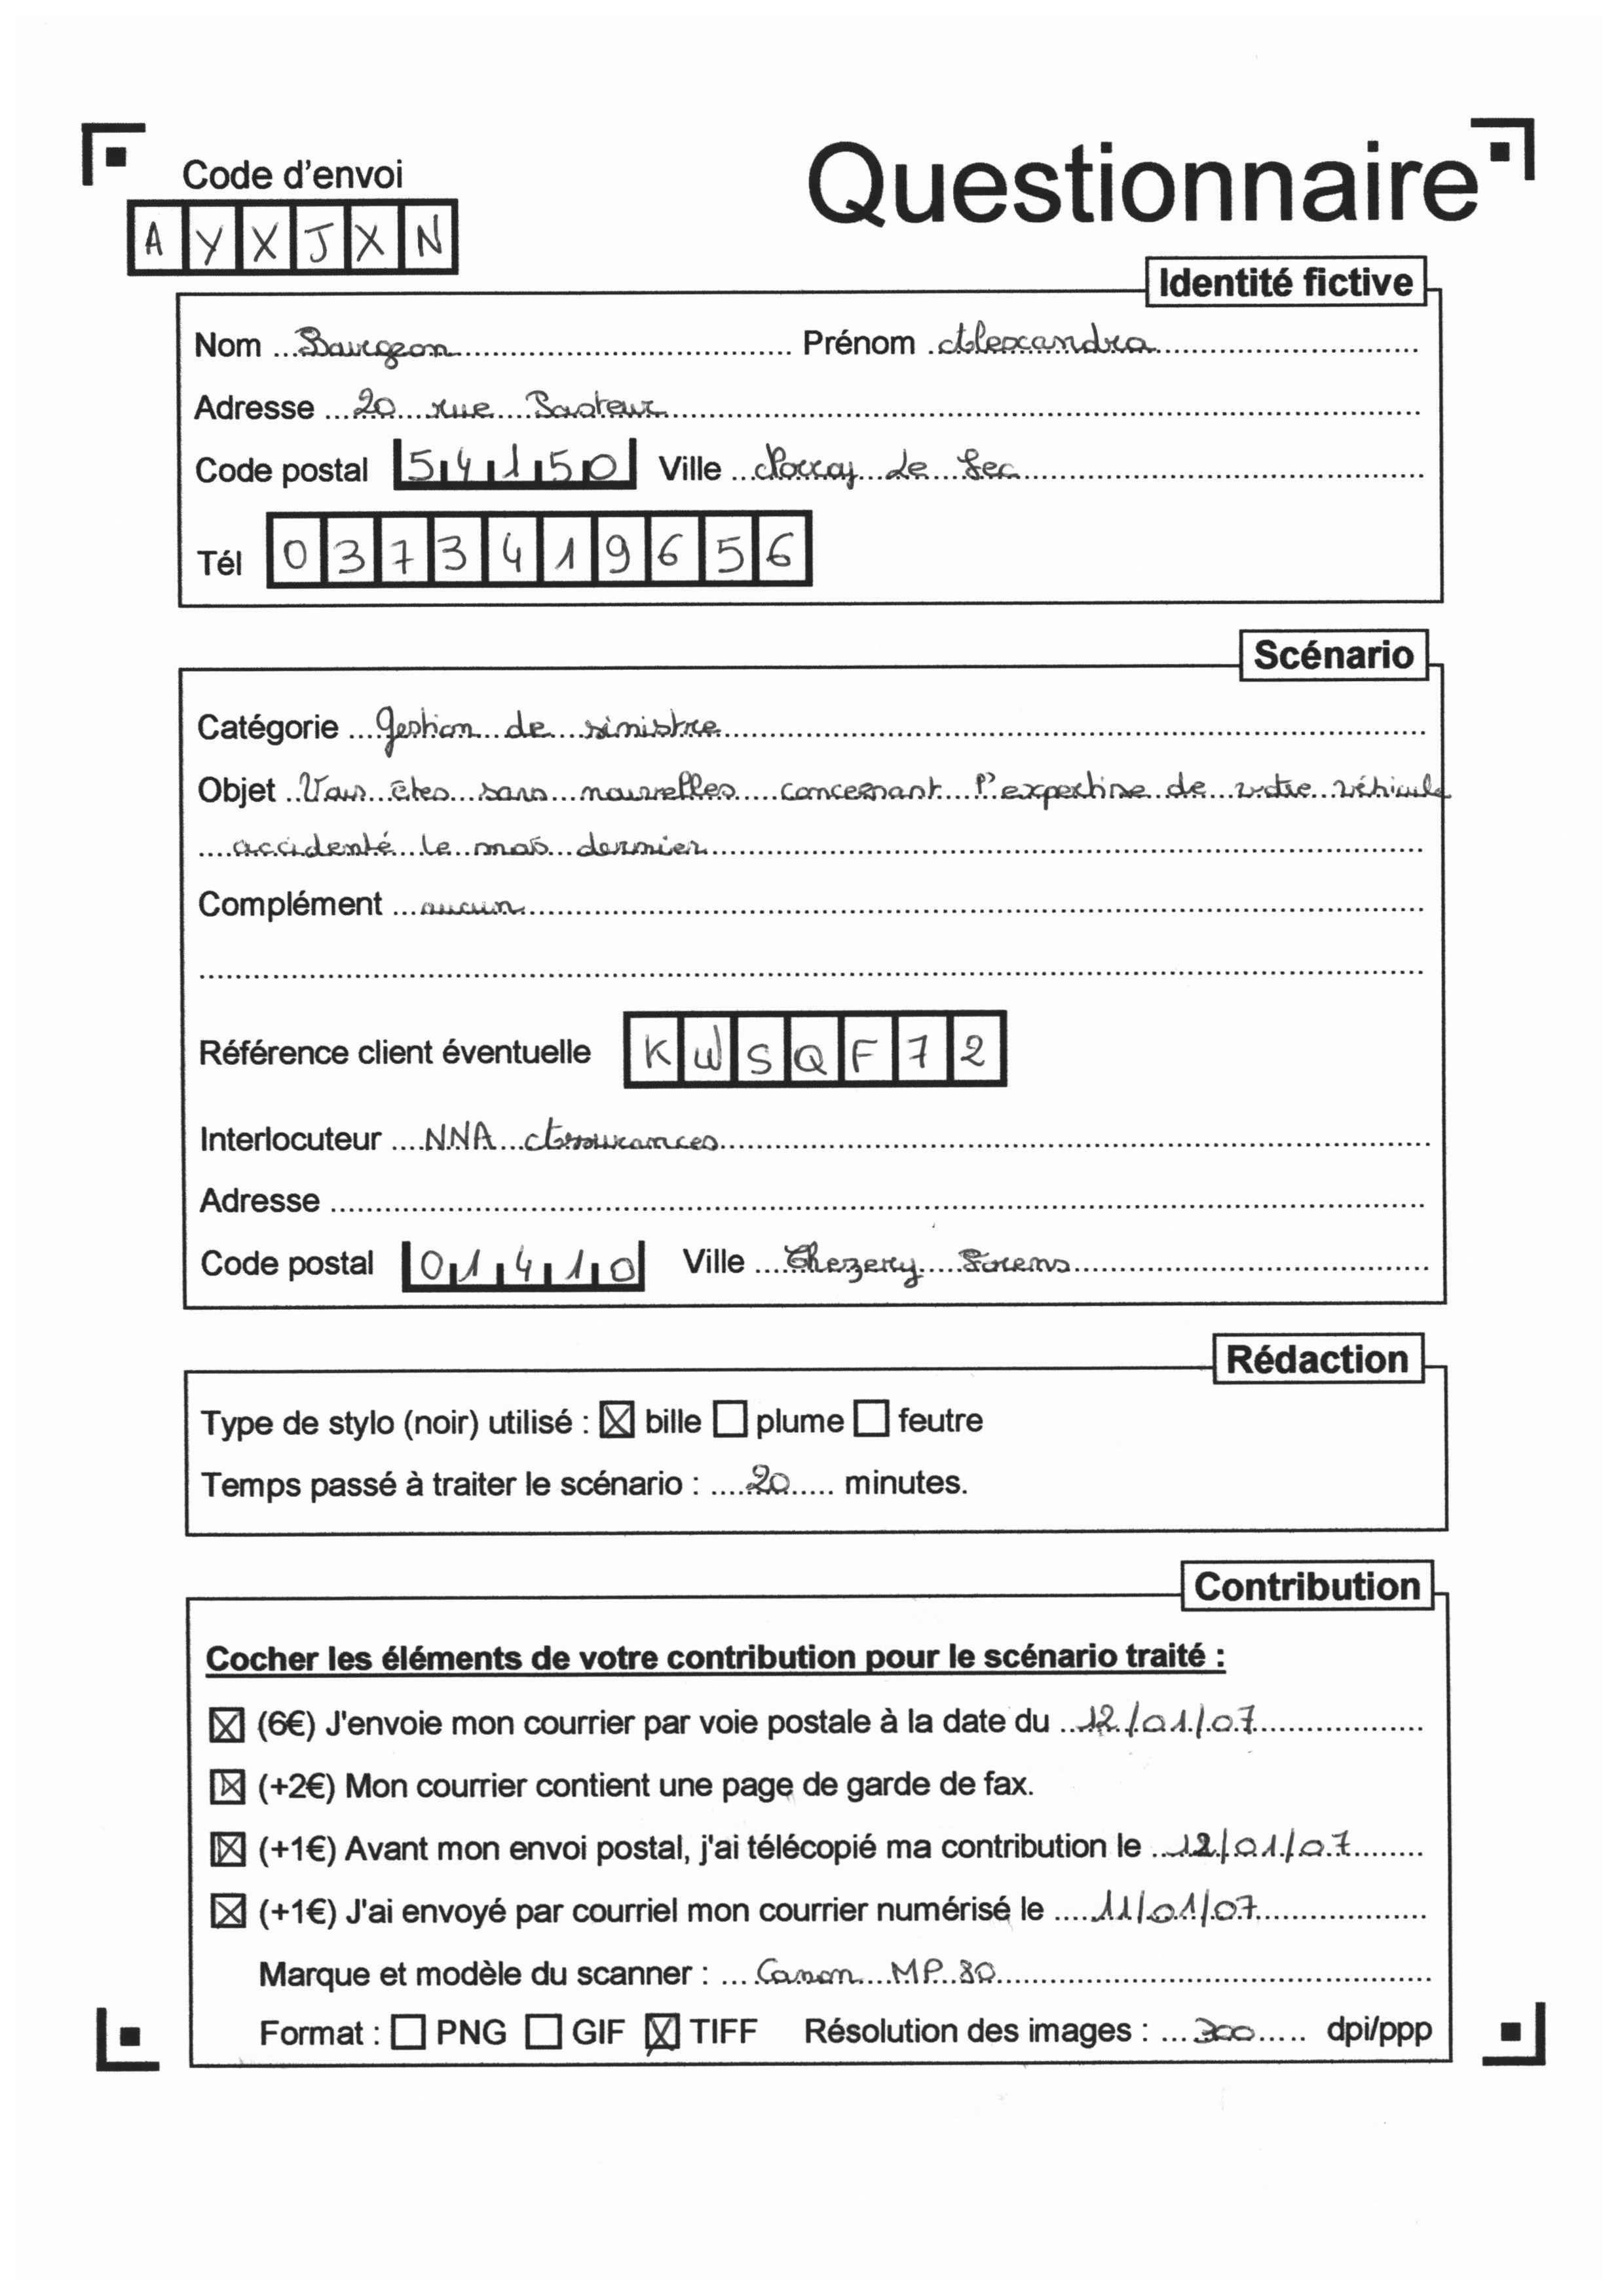 Questionnaire
Code d'envoi
A Y X J X N
Identité fictive
Nom Bourgeon Prénom Alexandra
Adresse 20 rue Pasteur
Code postal 54150 Ville Norroy Le Sec
Tél 0373419656
Scénario
Catégorie gestion de sinistre
Objet Vous êtes sans nouvelles concernant l'expertise de votre véhicule
accidenté le mois dernier
Complément aucun
Référence client éventuelle K W S Q F 7 2
Interlocuteur NNA Assurances
Adresse
Code postal 01410 Ville Chezery Forens
Rédaction
Type de stylo (noir) utilisé : ☒ bille ☐ plume ☐ feutre
Temps passé à traiter le scénario : 20 minutes.
Contribution
Cocher les éléments de votre contribution pour le scénario traité :
☒ (6€) J'envoie mon courrier par voie postale à la date du 12/01/07
☒ (+2€) Mon courrier contient une page de garde de fax.
☒ (+1€) Avant mon envoi postal, j'ai télécopié ma contribution le 12/01/07
☒ (+1€) J'ai envoyé par courriel mon courrier numérisé le 11/01/07
Marque et modèle du scanner : Canon MP 80
Format : ☐ PNG ☐ GIF ☒ TIFF Résolution des images : 300 dpi/ppp